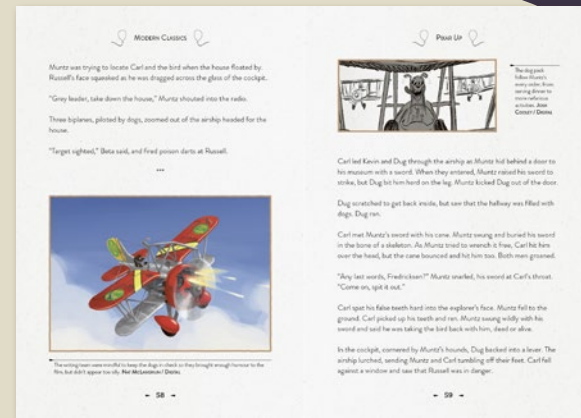 MODERN CLASSICS
Muntz was trying to locate Carl and the bird when the house floated by.
Russell's face squeaked as he was dragged across the glass of the cockpit.
"Grey leader, take down the house," Muntz shouted into the radio.
Three biplanes, piloted by dogs, zoomed out of the airship headed for the
house.
"Target sighted," Beta said, and fired poison darts at Russell.
***
The writing team were mindful to keep the dogs in check so they brought enough humour to the
film, but didn't appear too silly. NAT MCLAUGHLIN / DIGITAL
58
PIXAR UP
The dog pack
follow Muntz's
every order, from
serving dinner to
more nefarious
activities. JOSH
COOLEY / DIGITAL
Carl led Kevin and Dug through the airship as Muntz hid behind a door to
his museum with a sword. When they entered, Muntz raised his sword to
strike, but Dug bit him hard on the leg. Muntz kicked Dug out of the door.
Dug scratched to get back inside, but saw that the hallway was filled with
dogs. Dug ran.
Carl met Muntz's sword with his cane. Muntz swung and buried his sword
in the bone of a skeleton. As Muntz tried to wrench it free, Carl hit him
over the head, but the cane bounced and hit him too. Both men groaned.
"Any last words, Fredricksen?" Muntz snarled, his sword at Carl's throat.
"Come on, spit it out."
Carl spat his false teeth hard into the explorer's face. Muntz fell to the
ground. Carl picked up his teeth and ran. Muntz swung wildly with his
sword and said he was taking the bird back with him, dead or alive.
In the cockpit, cornered by Muntz's hounds, Dug backed into a lever. The
airship lurched, sending Muntz and Carl tumbling off their feet. Carl fell
against a window and saw that Russell was in danger.
59